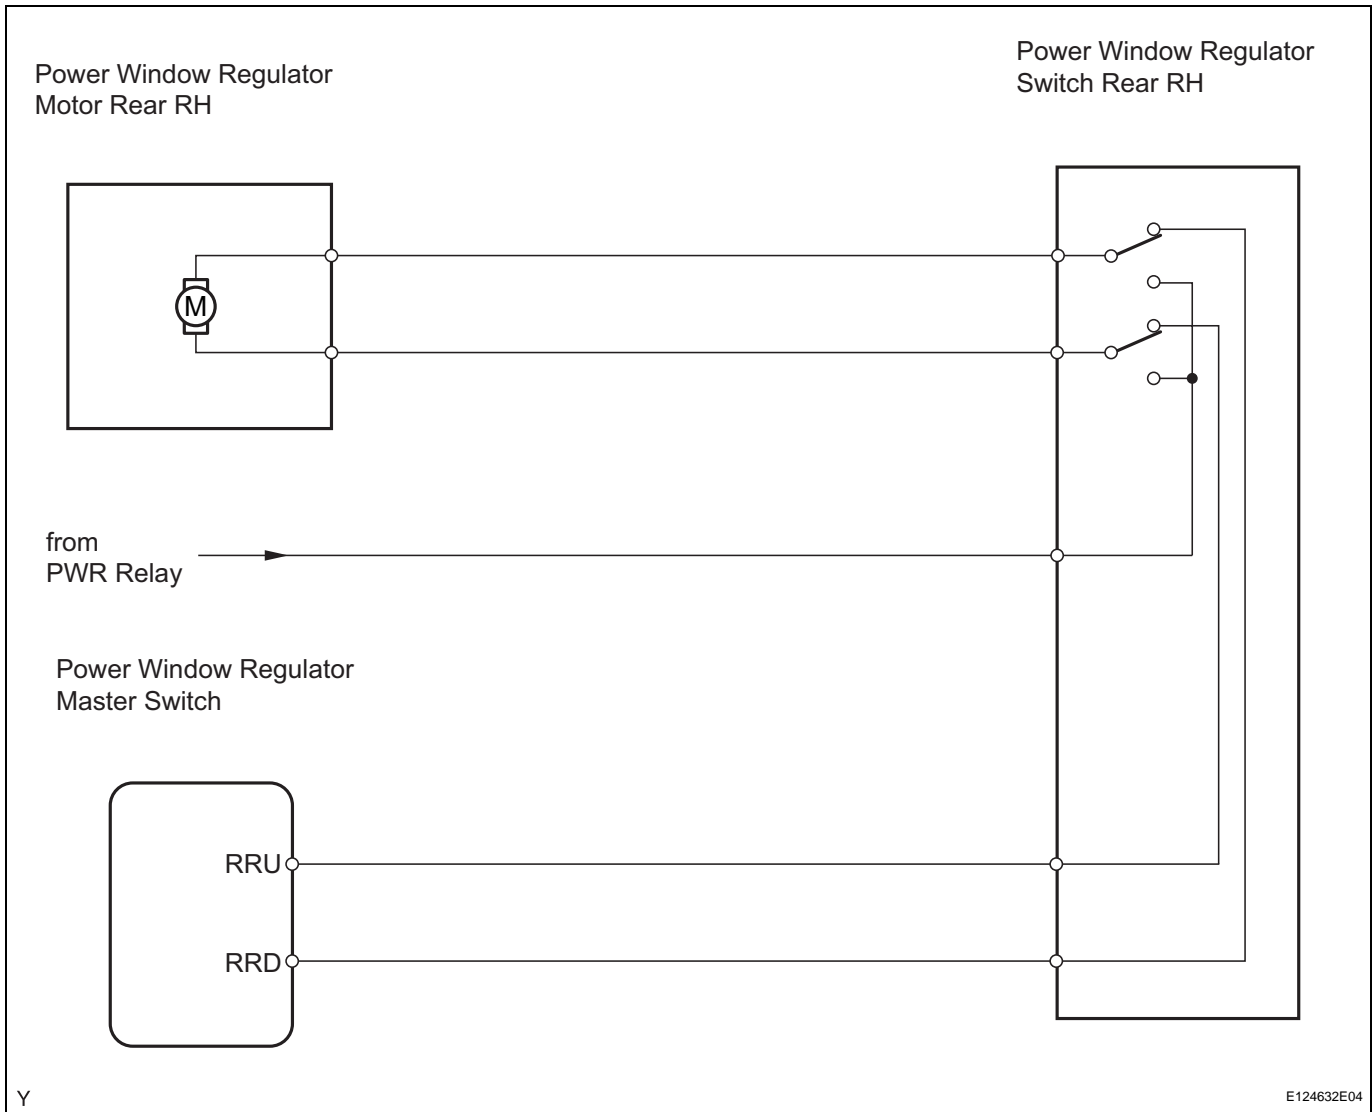 Power Window Regulator
Motor Rear RH
Power Window Regulator
Switch Rear RH
M
from
PWR Relay
Power Window Regulator
Master Switch
RRU
RRD
Y
E124632E04